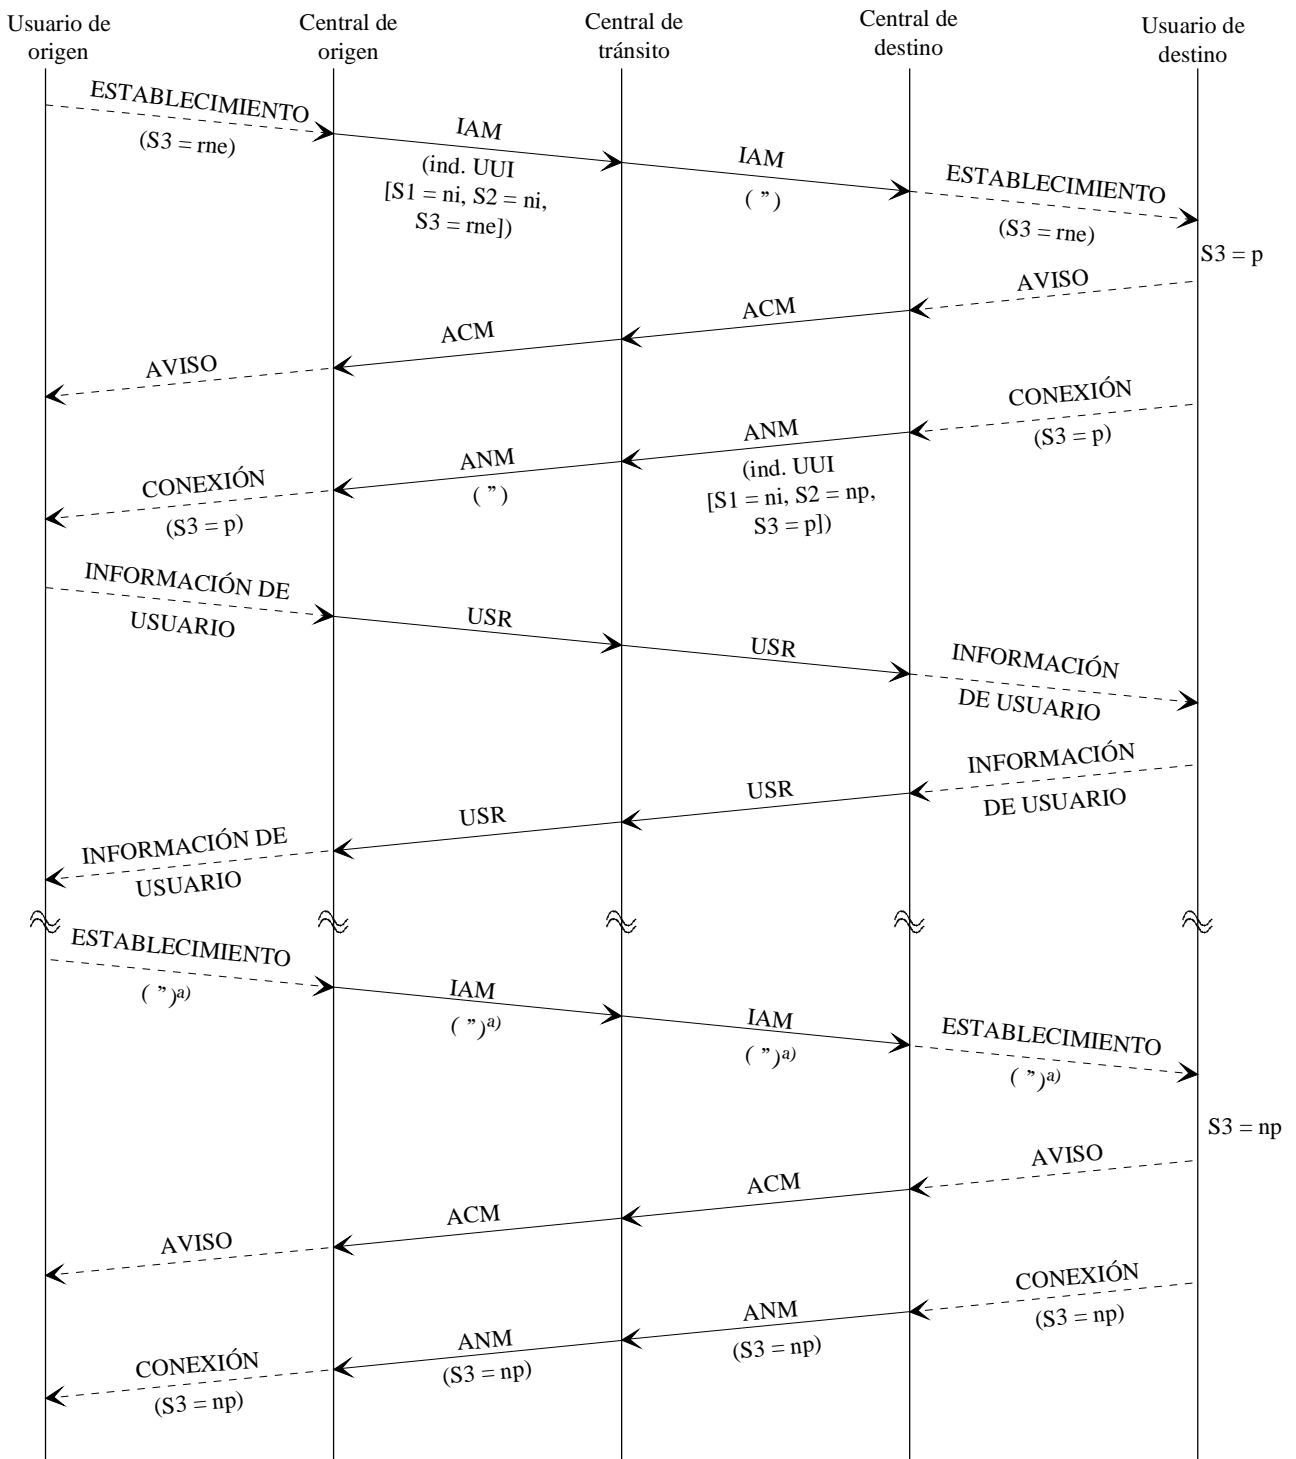 Usuario de
origen
Central de
origen
Central de
tránsito
Central de
destino
Usuario de
destino
ESTABLECIMIENTO
(S3 = rne)
IAM
(ind. UUI
[S1 = ni, S2 = ni,
S3 = rne])
IAM
( ”)
ESTABLECIMIENTO
(S3 = rne)
S3 = p
AVISO
ACM
ACM
AVISO
CONEXIÓN
(S3 = p)
ANM
(ind. UUI
[S1 = ni, S2 = np,
S3 = p])
ANM
( ”)
CONEXIÓN
(S3 = p)
INFORMACIÓN DE
USUARIO
USR
USR
INFORMACIÓN
DE USUARIO
INFORMACIÓN
DE USUARIO
USR
USR
INFORMACIÓN DE
USUARIO
ESTABLECIMIENTO
( ”)a)
IAM
( ”)a)
IAM
( ”)a)
ESTABLECIMIENTO
( ”)a)
S3 = np
AVISO
ACM
ACM
AVISO
CONEXIÓN
(S3 = np)
ANM
(S3 = np)
ANM
(S3 = np)
CONEXIÓN
(S3 = np)